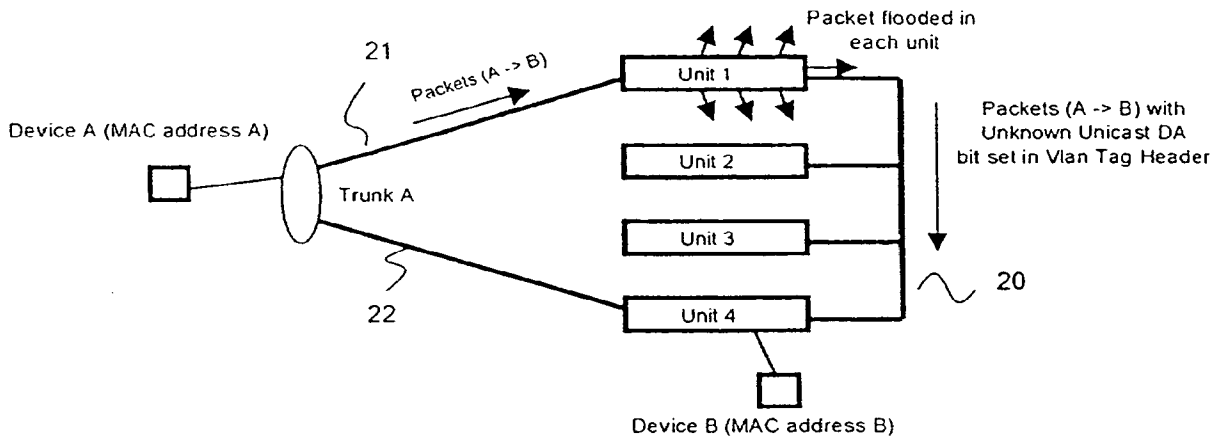 Packet flooded in
each unit
21
Packets (A -> B)
Unit 1
Device A (MAC address A)
Packets (A -> B) with
Unknown Unicast DA
bit set in Vlan Tag Header
Unit 2
Trunk A
Unit 3
20
22
Unit 4
Device B (MAC address B)